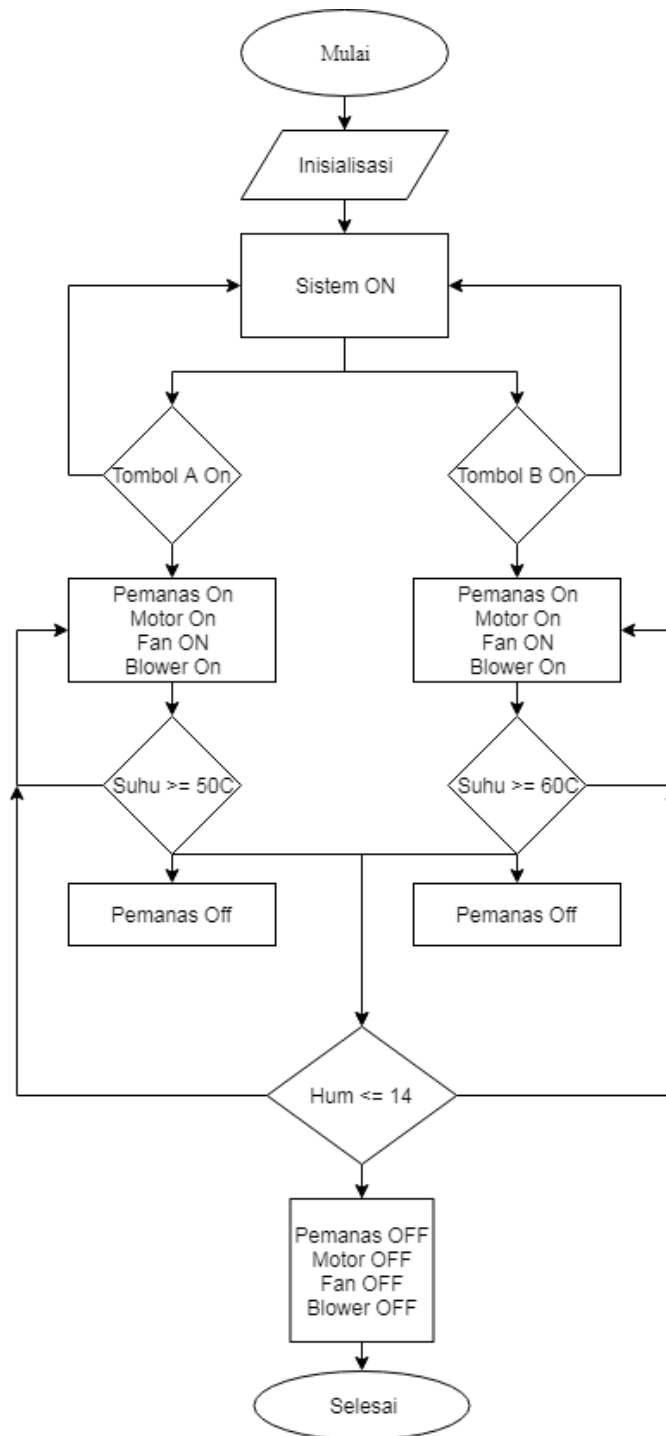 Mulai
Inisialisasi
Sistem ON
Tombol A On
Tombol B On
Pemanas On
Motor On
Fan ON
Blower On
Pemanas On
Motor On
Fan ON
Blower On
Suhu >= 50C
Suhu >= 60C
Pemanas Off
Pemanas Off
Hum <= 14
Pemanas OFF
Motor OFF
Fan OFF
Blower OFF
Selesai